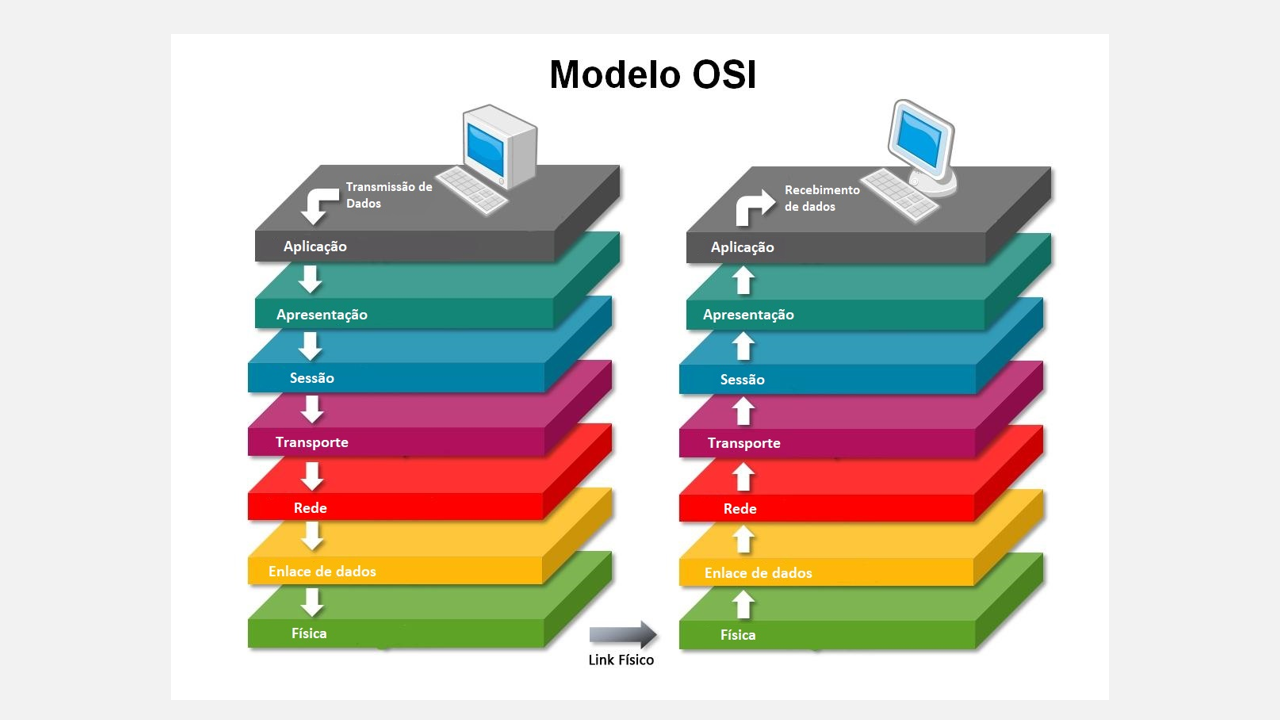 Modelo OSI
Transmissão de
Dados
Aplicação
Apresentação
Sessão
Transporte
Rede
Enlace de dados
Física
Link Físico
Recebimento
de dados
Aplicação
Apresentação
Sessão
Transporte
Rede
Enlace de dados
Física